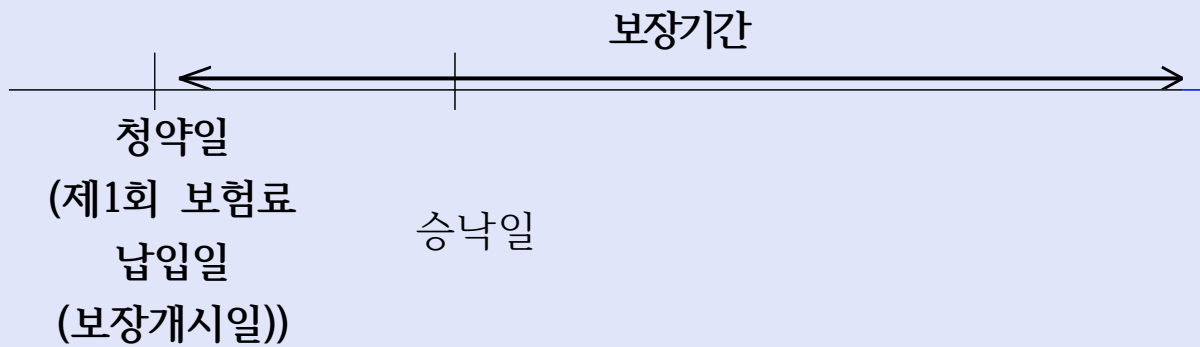 보장기간
청약일
(제1회 보험료
납입일
(보장개시일))
승낙일